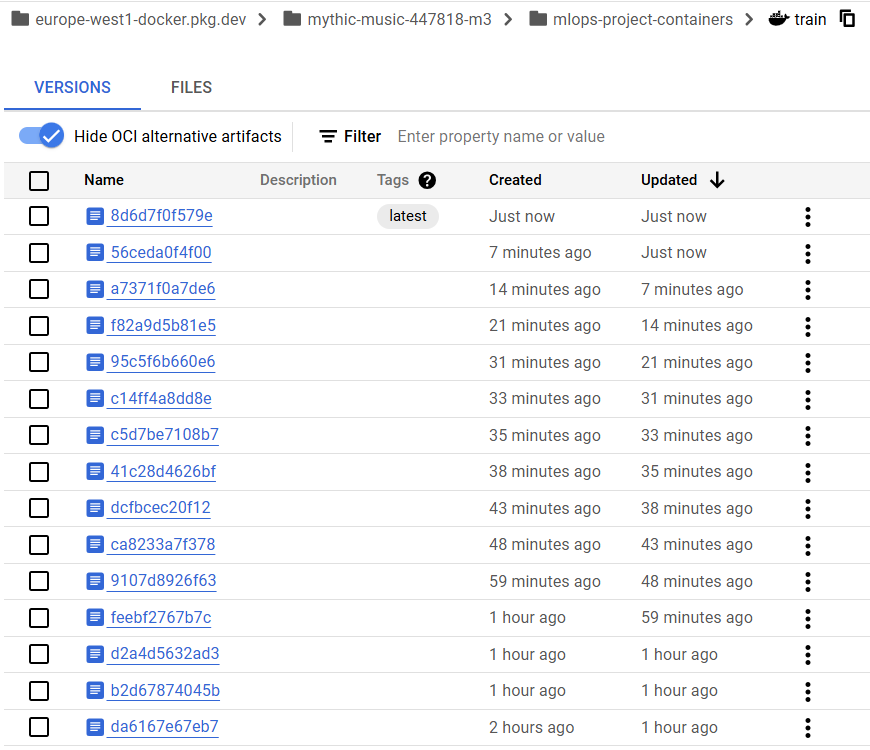 europe-west1-docker.pkg.dev > mythic-music-447818-m3 > mlops-project-containers > train
VERSIONS FILES
Hide OCI alternative artifacts Filter Enter property name or value
Name Description Tags ? Created Updated ↓
8d6d7f0f579e latest Just now Just now
56ceda0f4f00 7 minutes ago Just now
a7371f0a7de6 14 minutes ago 7 minutes ago
f82a9d5b81e5 21 minutes ago 14 minutes ago
95c5f6b660e6 31 minutes ago 21 minutes ago
c14ff4a8dd8e 33 minutes ago 31 minutes ago
c5d7be7108b7 35 minutes ago 33 minutes ago
41c28d4626bf 38 minutes ago 35 minutes ago
dcfbcec20f12 43 minutes ago 38 minutes ago
ca8233a7f378 48 minutes ago 43 minutes ago
9107d8926f63 59 minutes ago 48 minutes ago
feebf2767b7c 1 hour ago 59 minutes ago
d2a4d5632ad3 1 hour ago 1 hour ago
b2d67874045b 1 hour ago 1 hour ago
da6167e67eb7 2 hours ago 1 hour ago